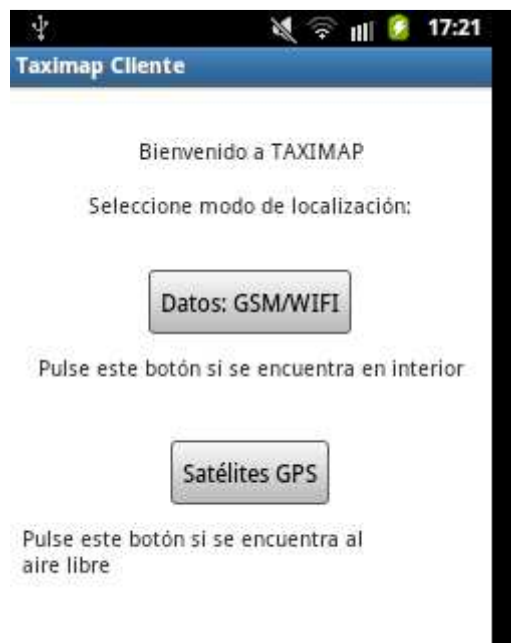 17:21
Taximap Cliente
Bienvenido a TAXIMAP
Seleccione modo de localización:
Datos: GSM/WIFI
Pulse este botón si se encuentra en interior
Satélites GPS
Pulse este botón si se encuentra al
aire libre